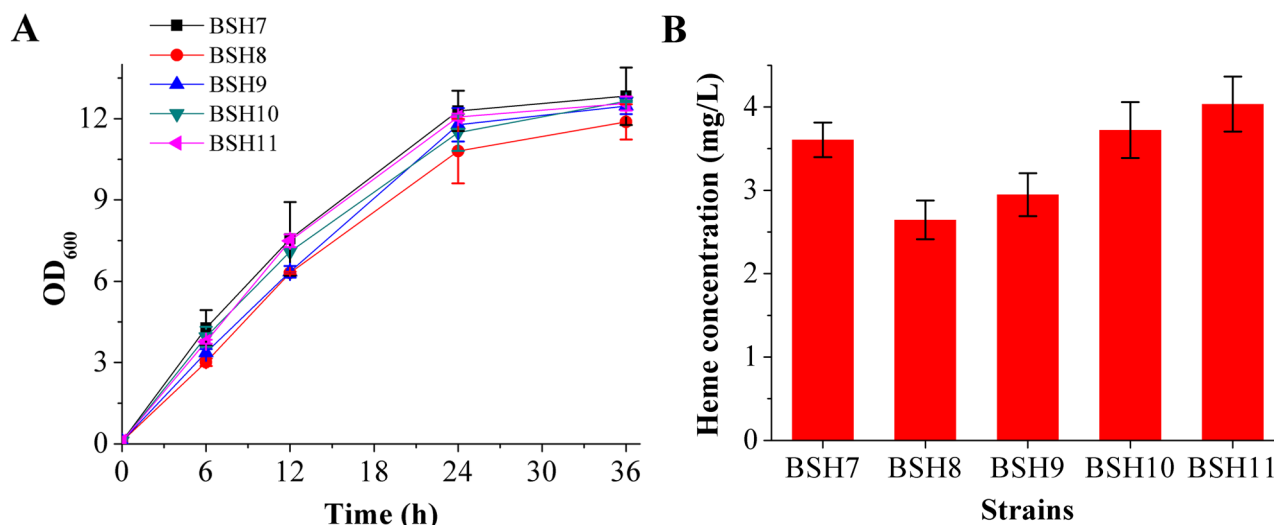 A
BSH7
BSH8
BSH9
BSH10
BSH11
OD600
12
9
6
3
0
0 6 12 18 24 30 36
Time (h)
B
Heme concentration (mg/L)
4
3
2
1
0
BSH7 BSH8 BSH9 BSH10 BSH11
Strains